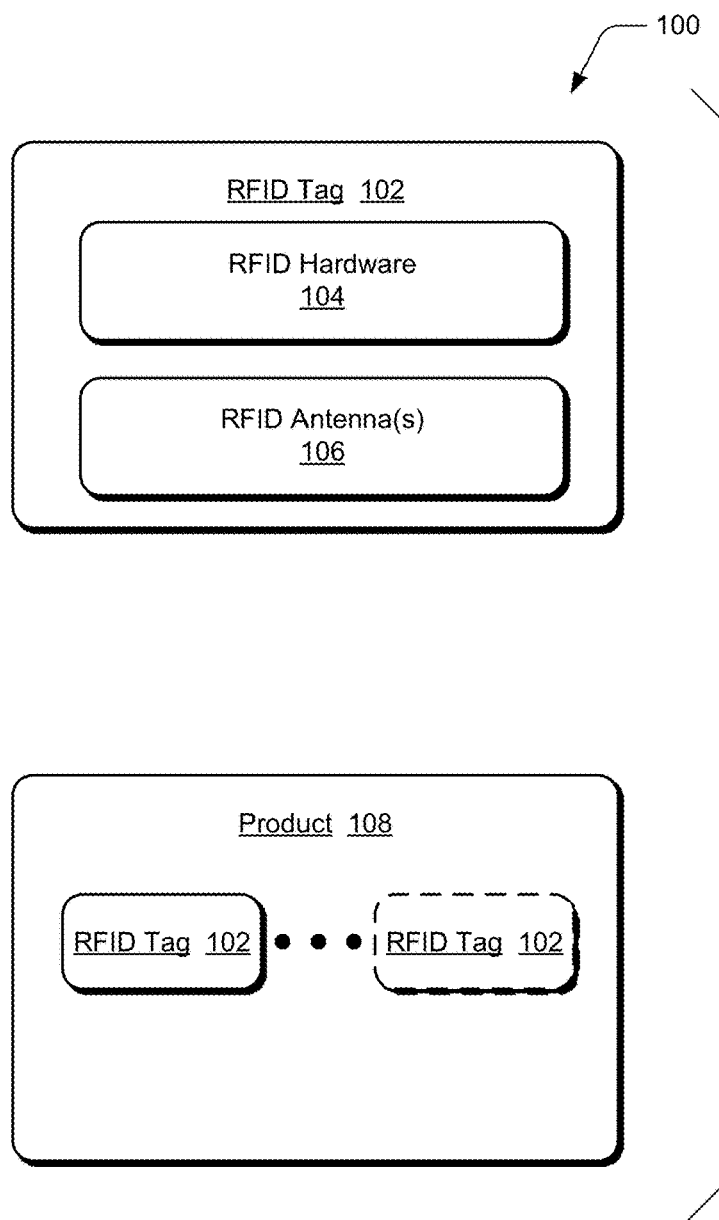 100
RFID Tag 102
RFID Hardware
104
RFID Antenna(s)
106
Product 108
RFID Tag 102 RFID Tag 102